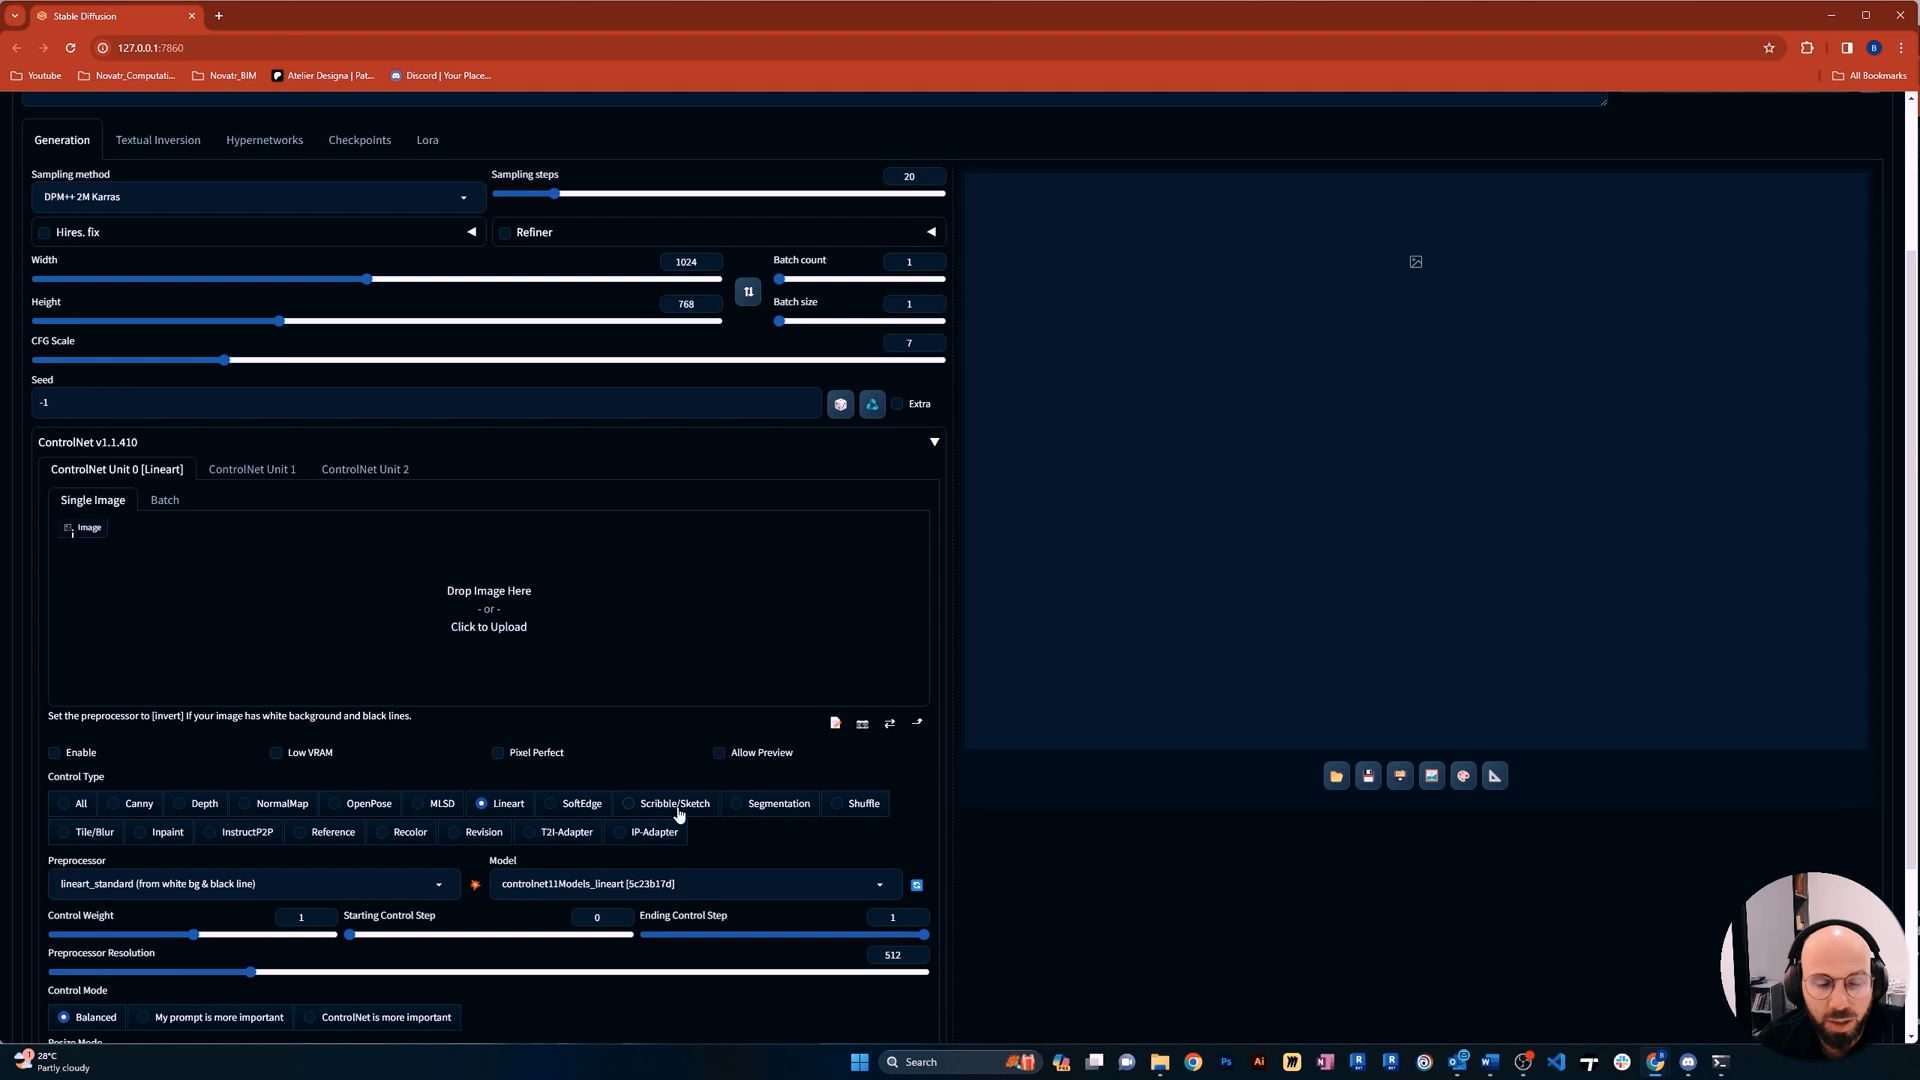 Stable Diffusion
127.0.0.1:7860
Youtube
Novatr_Computati...
Novatr_BIM
Atelier Designa | Pat...
Discord | Your Place...
All Bookmarks
Generation
Textual Inversion
Hypernetworks
Checkpoints
Lora
Sampling method
Sampling steps
20
DPM++ 2M Karras
Hires. fix
Refiner
Width
1024
Batch count
1
Height
768
Batch size
1
CFG Scale
7
Seed
-1
Extra
ControlNet v1.1.410
ControlNet Unit 0 [Lineart]
ControlNet Unit 1
ControlNet Unit 2
Single Image
Batch
Image
Drop Image Here
- or -
Click to Upload
Set the preprocessor to [invert] If your image has white background and black lines.
Enable
Low VRAM
Pixel Perfect
Allow Preview
Control Type
All
Canny
Depth
NormalMap
OpenPose
MLSD
Lineart
SoftEdge
Scribble/Sketch
Segmentation
Shuffle
Tile/Blur
Inpaint
InstructP2P
Reference
Recolor
Revision
T2I-Adapter
IP-Adapter
Preprocessor
Model
lineart_standard (from white bg & black line)
controlnet11Models_lineart [5c23b17d]
Control Weight
1
Starting Control Step
0
Ending Control Step
1
Preprocessor Resolution
512
Control Mode
Balanced
My prompt is more important
ControlNet is more important
Resize Mode
28°C
Partly cloudy
Search